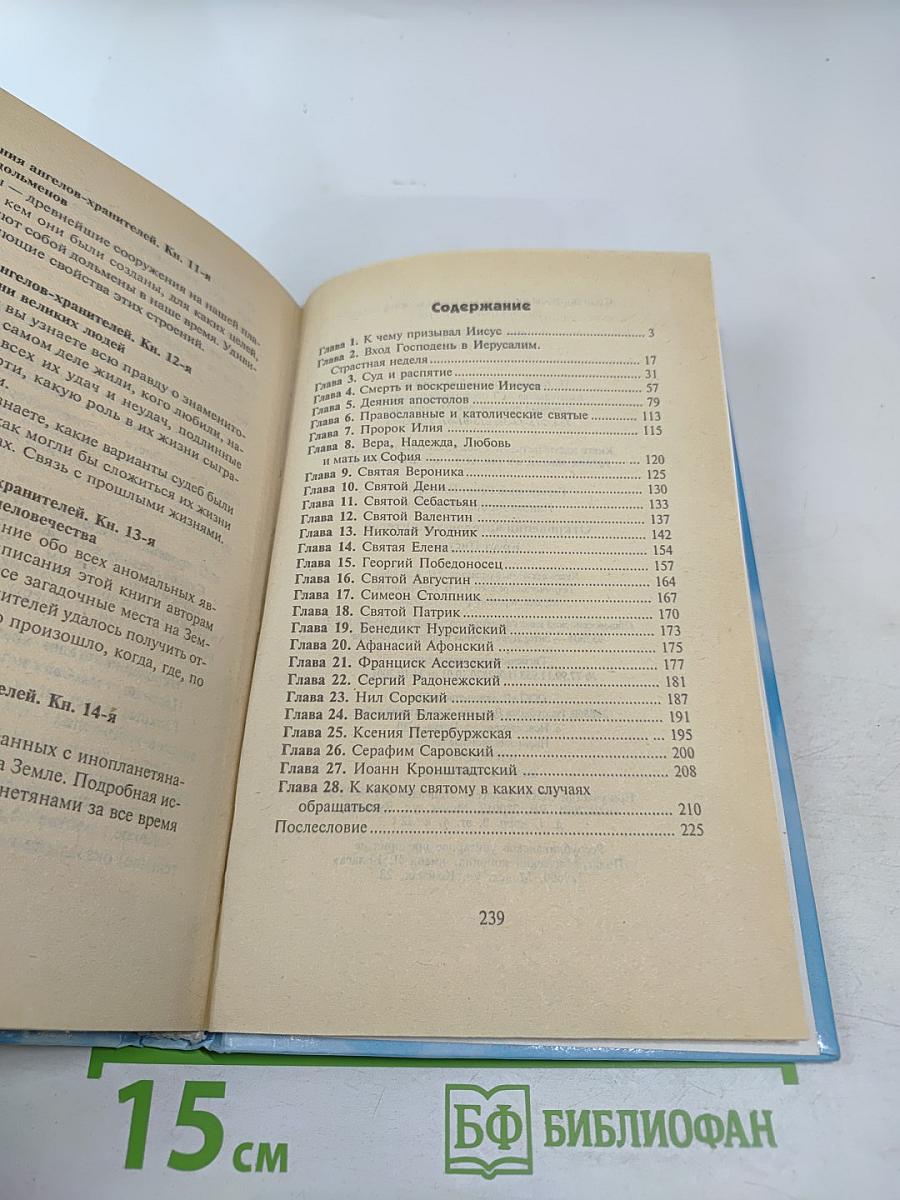 ния ангелов-хранителей. Кн. 11-я
дольменов
— древнейшие сооружения на нашей пла-
кем они были созданы, для каких целей,
ют собой дольмены в наше время. Удиви-
ющие свойства этих строений.
нгелов-хранителей. Кн. 12-я
ни великих людей
вы узнаете всю правду о знаменито-
самом деле жили, кого любили, на-
всех их удач и неудач, подлинные
рти, какую роль в их жизни сыгра-
и.
знаете, какие варианты судеб были
как могли бы сложиться их жизни
ах. Связь с прошлыми жизнями.
хранителей. Кн. 13-я
человечества
ние обо всех аномальных яв-
писания этой книги авторам
се загадочные места на Зем-
ителей удалось получить от-
о произошло, когда, где, по
елей. Кн. 14-я
анных с инопланетяна-
а Земле. Подробная ис-
нетянами за все время
Содержание
Глава 1. К чему призывал Иисус 3
Глава 2. Вход Господень в Иерусалим.
Страстная неделя 17
Глава 3. Суд и распятие 31
Глава 4. Смерть и воскрешение Иисуса 57
Глава 5. Деяния апостолов 79
Глава 6. Православные и католические святые 113
Глава 7. Пророк Илия 115
Глава 8. Вера, Надежда, Любовь
и мать их София 120
Глава 9. Святая Вероника 125
Глава 10. Святой Дени 130
Глава 11. Святой Себастьян 133
Глава 12. Святой Валентин 137
Глава 13. Николай Угодник 142
Глава 14. Святая Елена 154
Глава 15. Георгий Победоносец 157
Глава 16. Святой Августин 164
Глава 17. Симеон Столпник 167
Глава 18. Святой Патрик 170
Глава 19. Бенедикт Нурсийский 173
Глава 20. Афанасий Афонский 175
Глава 21. Франциск Ассизский 177
Глава 22. Сергий Радонежский 181
Глава 23. Нил Сорский 187
Глава 24. Василий Блаженный 191
Глава 25. Ксения Петербуржская 195
Глава 26. Серафим Саровский 200
Глава 27. Иоанн Кронштадтский 208
Глава 28. К какому святому в каких случаях
обращаться 210
Послесловие 225
239
15 см
БФ БИБЛИОФАН